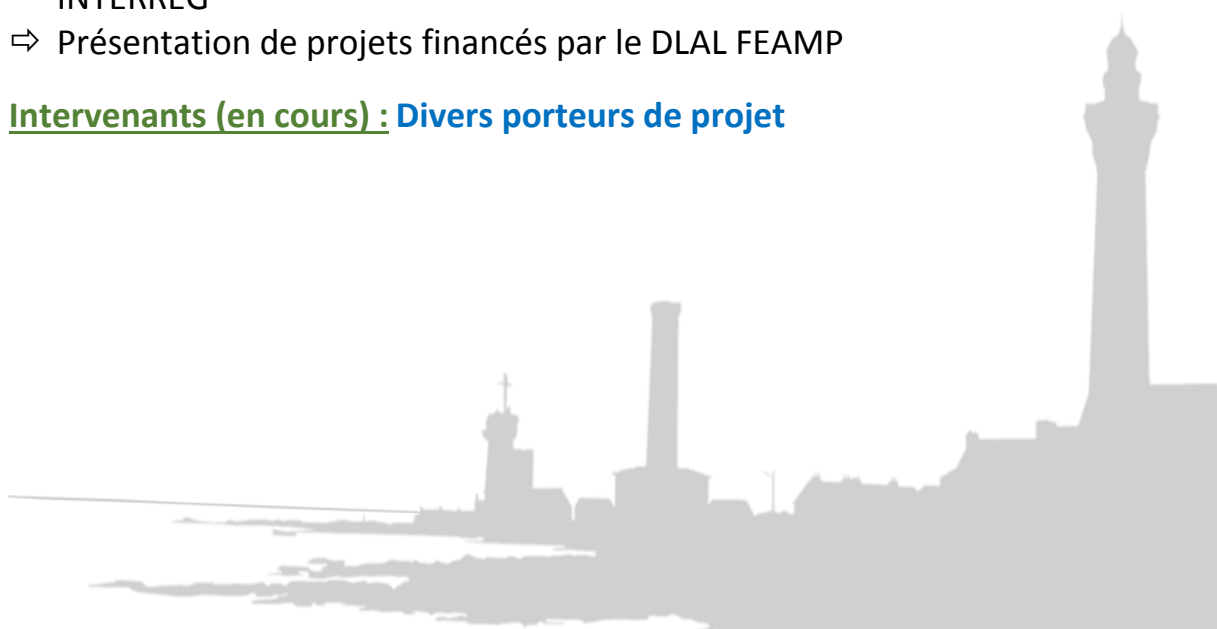 INTERREG
⇨ Présentation de projets financés par le DLAL FEAMP
Intervenants (en cours) : Divers porteurs de projet